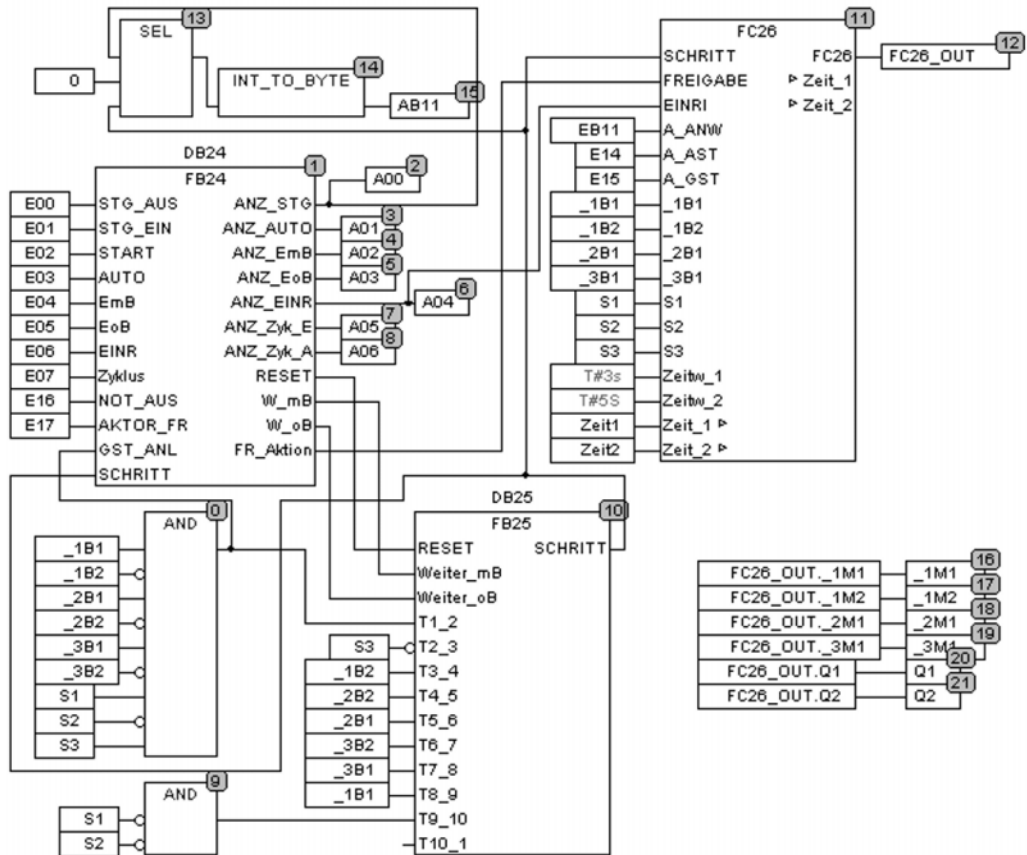 13
SEL
0
14
INT_TO_BYTE
15
AB11
11
FC26
SCHRITT FC26
FREIGABE Zeit_1
EINRI Zeit_2
EB11 A_ANW
E14 A_AST
E15 A_GST
_1B1 _1B1
_1B2 _1B2
_2B1 _2B1
_3B1 _3B1
S1 S1
S2 S2
S3 S3
T#3s Zeitw_1
T#5S Zeitw_2
Zeit1 Zeit_1
Zeit2 Zeit_2
12
FC26_OUT
DB24
1
FB24
E00 STG_AUS ANZ_STG
E01 STG_EIN ANZ_AUTO
E02 START ANZ_EmB
E03 AUTO ANZ_EoB
E04 EmB ANZ_EINR
E05 EoB ANZ_Zyk_E
E06 EINR ANZ_Zyk_A
E07 Zyklus RESET
E16 NOT_AUS W_mB
E17 AKTOR_FR W_oB
GST_ANL FR_Aktion
SCHRITT
2
A00
3
A01
4
A02
5
A03
6
A04
7
A05
8
A06
0
AND
_1B1
_1B2
_2B1
_2B2
_3B1
_3B2
S1
S2
S3
9
AND
S1
S2
DB25
10
FB25
RESET SCHRITT
Weiter_mB
Weiter_oB
T1_2
S3 T2_3
_1B2 T3_4
_2B2 T4_5
_2B1 T5_6
_3B2 T6_7
_3B1 T7_8
_1B1 T8_9
T9_10
T10_1
16
FC26_OUT._1M1 _1M1
17
FC26_OUT._1M2 _1M2
18
FC26_OUT._2M1 _2M1
19
FC26_OUT._3M1 _3M1
20
FC26_OUT.Q1 Q1
21
FC26_OUT.Q2 Q2